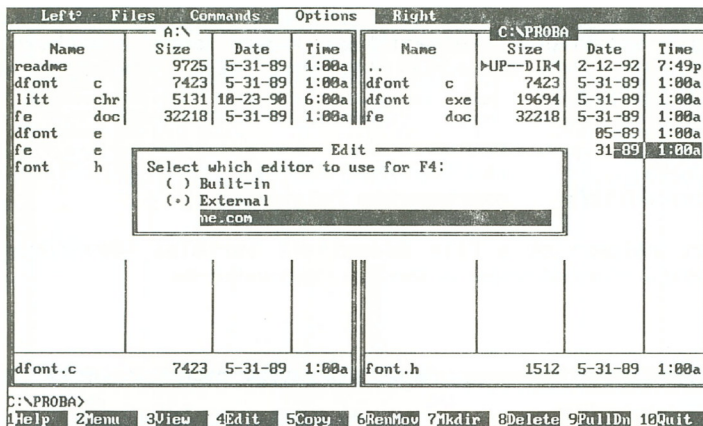 Left° Files Commands Options Right
A:\ C:\PROBA
Name Size Date Time Name Size Date Time
readme 9725 5-31-89 1:00a .. ►UP--DIR◄ 2-12-92 7:49p
dfont c 7423 5-31-89 1:00a dfont c 7423 5-31-89 1:00a
litt chr 5131 10-23-90 6:00a dfont exe 19694 5-31-89 1:00a
fe doc 32218 5-31-89 1:00a fe doc 32218 5-31-89 1:00a
dfont e 05-89 1:00a
fe e Edit 31-89 1:00a
font h Select which editor to use for F4:
( ) Built-in
(•) External
me.com
dfont.c 7423 5-31-89 1:00a font.h 1512 5-31-89 1:00a
C:\PROBA>
1Help 2Menu 3View 4Edit 5Copy 6RenMov 7Mkdir 8Delete 9PullDn 10Quit